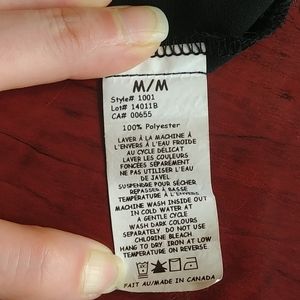 M/M
Style# 1001
Lot# 14011B
CA# 00655
100% Polyester
LAVER À LA MACHINE À
L'ENVERS À L'EAU FROIDE
AU CYCLE DÉLICAT
LAVER LES COULEURS
FONCÉES SÉPARÉMENT
NE PAS UTILISER L'EAU
DE JAVEL
SUSPENDRE POUR SÉCHER
REPASSER À BASSE
TEMPÉRATURE À L'ENVERS
MACHINE WASH INSIDE OUT
IN COLD WATER AT
A GENTLE CYCLE
WASH DARK COLOURS
SEPARATELY DO NOT USE
CHLORINE BLEACH.
HANG TO DRY IRON AT LOW
TEMPERATURE ON REVERSE.
FAIT AU/MADE IN CANADA